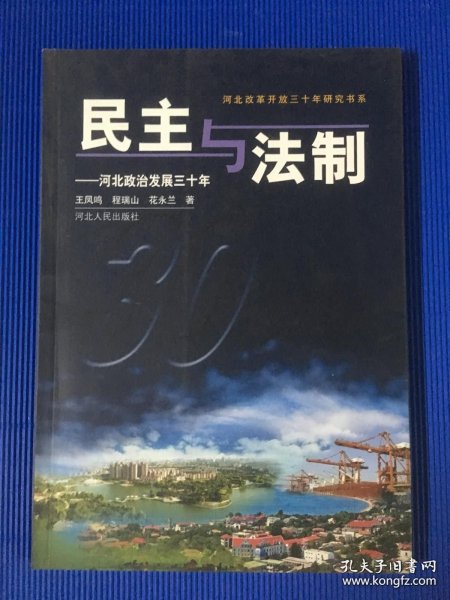 河北改革开放三十年研究书系
民主与法制
——河北政治发展三十年
王凤鸣 程瑞山 花永兰 著
河北人民出版社
30
孔夫子旧书网
www.kongfz.com